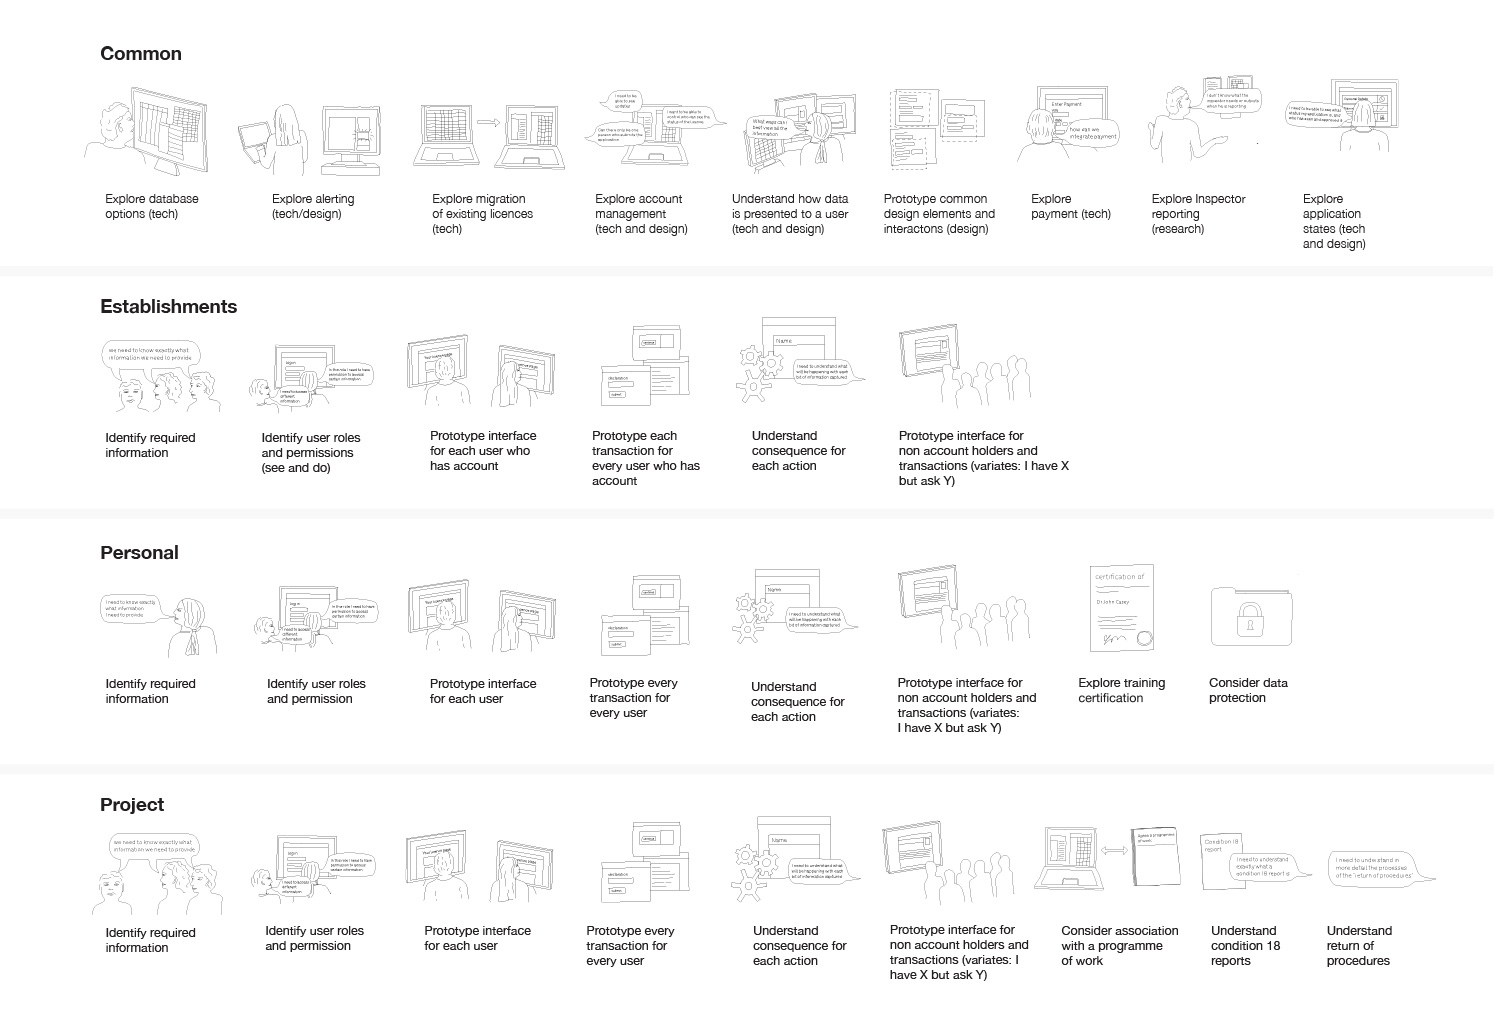 Common
I need to be
able to see
updates
I want to be able to
control who can see the
status of the licence
Can there only be one
person who submits the
application
What ways can I
best view all the
information
Enter Payment
how can we
integrate payment
I don't know what the
inspector needs or outputs
when he is reporting
I need to be able to see what
Explore database
options (tech)
Explore alerting
(tech/design)
Explore migration
of existing licences
(tech)
Explore account
management
(tech and design)
Understand how data
is presented to a user
(tech and design)
Prototype common
design elements and
interactons (design)
Explore
payment (tech)
Explore Inspector
reporting
(research)
Explore
application
states (tech
and design)
Establishments
we need to know exactly what
information we need to provide
login
in this role I need to have
permission to access
certain information
I need to access
different
information
Your licence page
declaration
submit
Name
I need to understand what
will be happening with each
bit of information captured
Identify required
information
Identify user roles
and permissions
(see and do)
Prototype interface
for each user who
has account
Prototype each
transaction for
every user who has
account
Understand
consequence for
each action
Prototype interface for
non account holders and
transactions (variates: I have X
but ask Y)
Personal
I need to know exactly
what information
I need to provide
log in
in this role I need to have
permission to access
certain information
I need to access
different
information
Your licence page
declaration
submit
Name
I need to understand what
will be happening with each
bit of information captured
certification of
Dr John Casey
Identify required
information
Identify user roles
and permission
Prototype interface
for each user
Prototype every
transaction for
every user
Understand
consequence for
each action
Prototype interface for
non account holders and
transactions (variates:
I have X but ask Y)
Explore training
certification
Consider data
protection
Project
we need to know exactly what
information we need to provide
login
in this role I need to have
permission to access
certain information
I need to access
different
information
Your licence page
declaration
submit
Name
I need to understand what
will be happening with each
bit of information captured
Agree a programme
of work
Condition 18
report
I need to understand
exactly what a
condition 18 report is
I need to understand in
more detail the processes
of the 'return of procedures'
Identify required
information
Identify user roles
and permission
Prototype interface
for each user
Prototype every
transaction for
every user
Understand
consequence for
each action
Prototype interface for
non account holders and
transactions (variates: I
have X but ask Y)
Consider association
with a programme
of work
Understand
condition 18
reports
Understand
return of
procedures